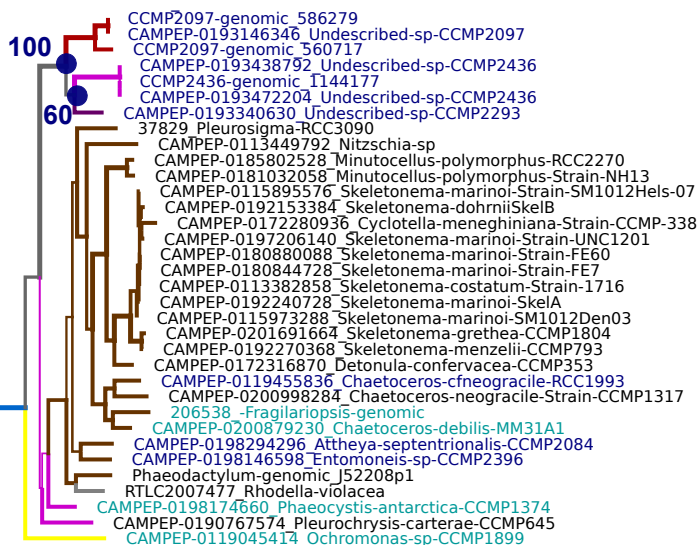 CCMP2097-genomic_586279
100
CAMPEP-0193146346_Undescribed-sp-CCMP2097
CCMP2097-genomic_560717
CAMPEP-0193438792_Undescribed-sp-CCMP2436
CCMP2436-genomic_1144177
CAMPEP-0193472204_Undescribed-sp-CCMP2436
60
CAMPEP-0193340630_Undescribed-sp-CCMP2293
37829_Pleurosigma-RCC3090
CAMPEP-0113449792_Nitzschia-sp
CAMPEP-0185802528_Minutocellus-polymorphus-RCC2270
CAMPEP-0181032058_Minutocellus-polymorphus-Strain-NH13
CAMPEP-0115895576_Skeletonema-marinoi-Strain-SM1012Hels-07
CAMPEP-0192153384_Skeletonema-dohrniiSkelB
CAMPEP-0172280936_Cyclotella-meneghiniana-Strain-CCMP-338
CAMPEP-0197206140_Skeletonema-marinoi-Strain-UNC1201
CAMPEP-0180880088_Skeletonema-marinoi-Strain-FE60
CAMPEP-0180844728_Skeletonema-marinoi-Strain-FE7
CAMPEP-0113382858_Skeletonema-costatum-Strain-1716
CAMPEP-0192240728_Skeletonema-marinoi-SkelA
CAMPEP-0115973288_Skeletonema-marinoi-SM1012Den03
CAMPEP-0201691664_Skeletonema-grethea-CCMP1804
CAMPEP-0192270368_Skeletonema-menzelii-CCMP793
CAMPEP-0172316870_Detonula-confervacea-CCMP353
CAMPEP-0119455836_Chaetoceros-cfneogracile-RCC1993
CAMPEP-0200998284_Chaetoceros-neogracile-Strain-CCMP1317
206538_-Fragilariopsis-genomic
CAMPEP-0200879230_Chaetoceros-debilis-MM31A1
CAMPEP-0198294296_Attheya-septentrionalis-CCMP2084
CAMPEP-0198146598_Entomoneis-sp-CCMP2396
Phaeodactylum-genomic_J52208p1
RTLC2007477_Rhodella-violacea
CAMPEP-0198174660_Phaeocystis-antarctica-CCMP1374
CAMPEP-0190767574_Pleurochrysis-carterae-CCMP645
CAMPEP-0119045414_Ochromonas-sp-CCMP1899